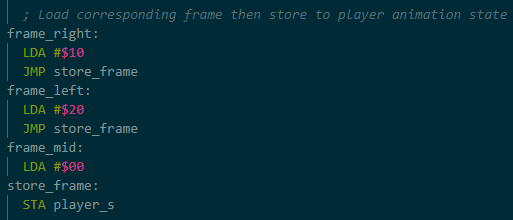 ; Load corresponding frame then store to player animation state
frame_right:
LDA #$10
JMP store_frame
frame_left:
LDA #$20
JMP store_frame
frame_mid:
LDA #$00
store_frame:
STA player_s